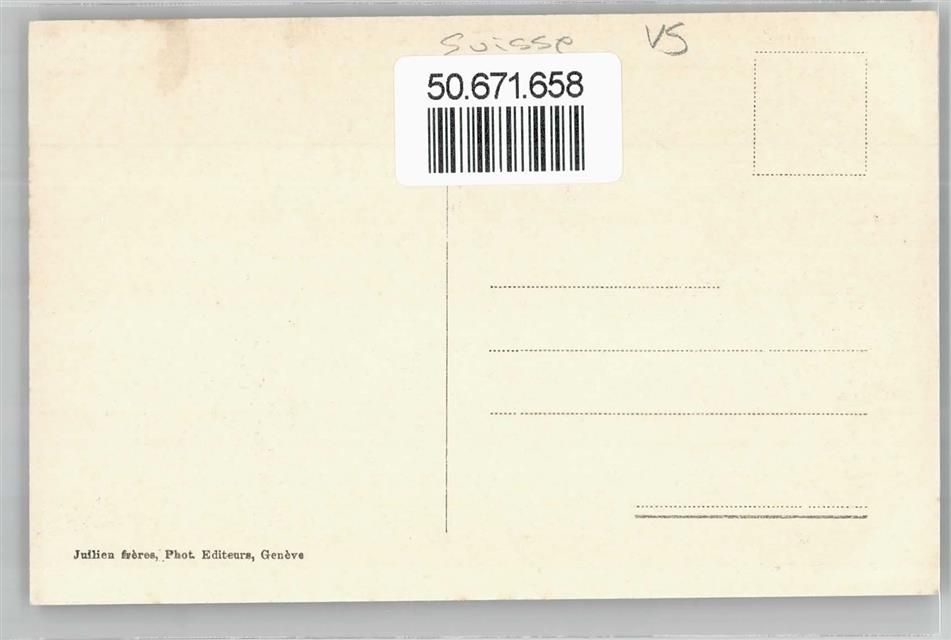 Suisse VS
50.671.658
Jullien frères, Phot. Editeurs, Genève